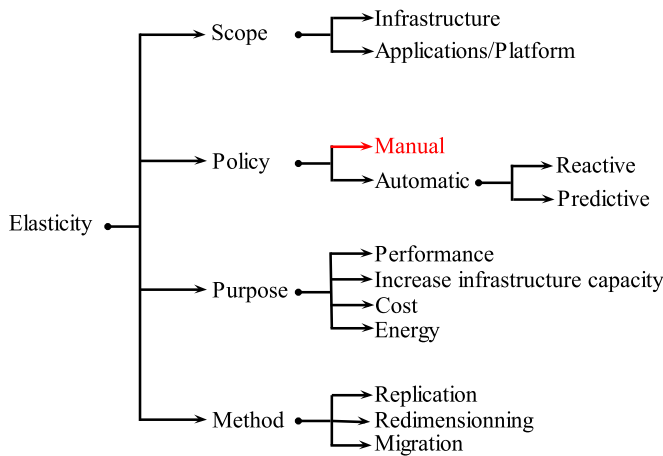 Elasticity
Scope
Infrastructure
Applications/Platform
Policy
Manual
Automatic
Reactive
Predictive
Purpose
Performance
Increase infrastructure capacity
Cost
Energy
Method
Replication
Redimensionning
Migration